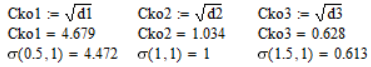 Cko1 := √d1 Cko2 := √d2 Cko3 := √d3
Cko1 = 4.679 Cko2 = 1.034 Cko3 = 0.628
σ(0.5, 1) = 4.472 σ(1, 1) = 1 σ(1.5, 1) = 0.613